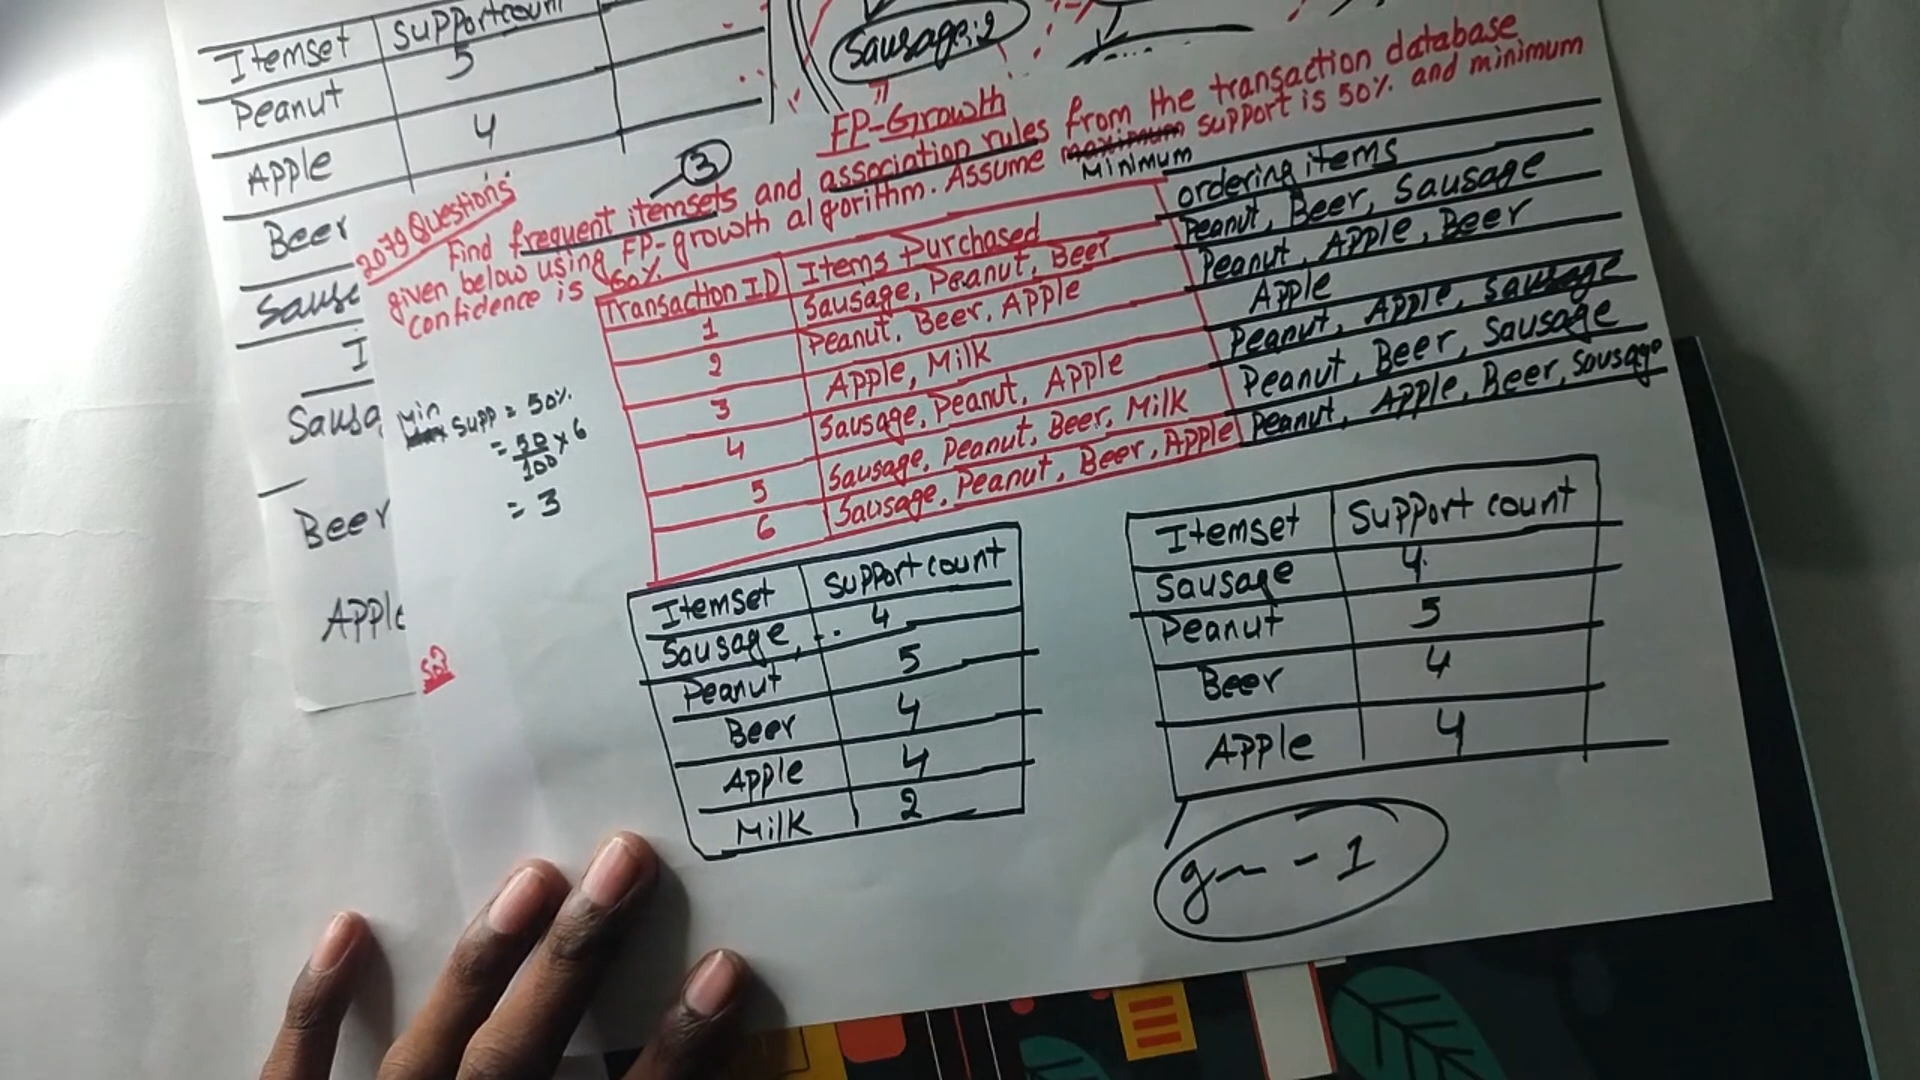 Itemset Supportcount
Peanut 5
Apple 4
Beer
I
Beer
Sausage:2
FP-Growth
3
2079 Questions
Find frequent itemsets and association rules from the transaction database
given below using FP-growth algorithm. Assume Minimum support is 50% and minimum
confidence is 60%.
Transaction ID Items Purchased ordering items
1 Sausage, Peanut, Beer Peanut, Beer, Sausage
2 Peanut, Beer, Apple Peanut, Apple, Beer
3 Apple, Milk Apple
4 Sausage, Peanut, Apple Peanut, Apple, Sausage
5 Sausage, Peanut, Beer, Milk Peanut, Beer, Sausage
6 Sausage, Peanut, Beer, Apple Peanut, Apple, Beer, Sausage
Min Supp = 50%
= 50/100 × 6
= 3
Itemset Support count
Sausage 4
Peanut 5
Beer 4
Apple 4
Milk 2
Itemset Support count
Sausage 4
Peanut 5
Beer 4
Apple 4
- 1